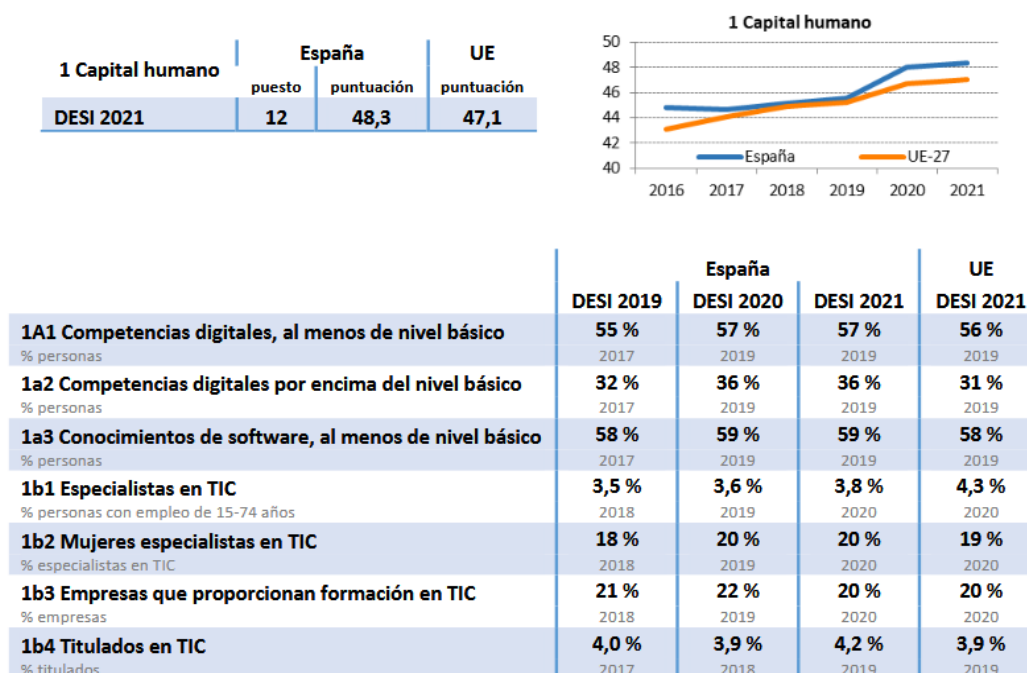 1 Capital humano
España
UE
puesto
puntuación
puntuación
DESI 2021
12
48,3
47,1
1 Capital humano
50
48
46
44
42
40
España
UE-27
2016 2017 2018 2019 2020 2021
España UE
DESI 2019 DESI 2020 DESI 2021 DESI 2021
1A1 Competencias digitales, al menos de nivel básico 55 % 57 % 57 % 56 %
% personas 2017 2019 2019 2019
1a2 Competencias digitales por encima del nivel básico 32 % 36 % 36 % 31 %
% personas 2017 2019 2019 2019
1a3 Conocimientos de software, al menos de nivel básico 58 % 59 % 59 % 58 %
% personas 2017 2019 2019 2019
1b1 Especialistas en TIC 3,5 % 3,6 % 3,8 % 4,3 %
% personas con empleo de 15-74 años 2018 2019 2020 2020
1b2 Mujeres especialistas en TIC 18 % 20 % 20 % 19 %
% especialistas en TIC 2018 2019 2020 2020
1b3 Empresas que proporcionan formación en TIC 21 % 22 % 20 % 20 %
% empresas 2018 2019 2020 2020
1b4 Titulados en TIC 4,0 % 3,9 % 4,2 % 3,9 %
% titulados 2017 2018 2019 2019